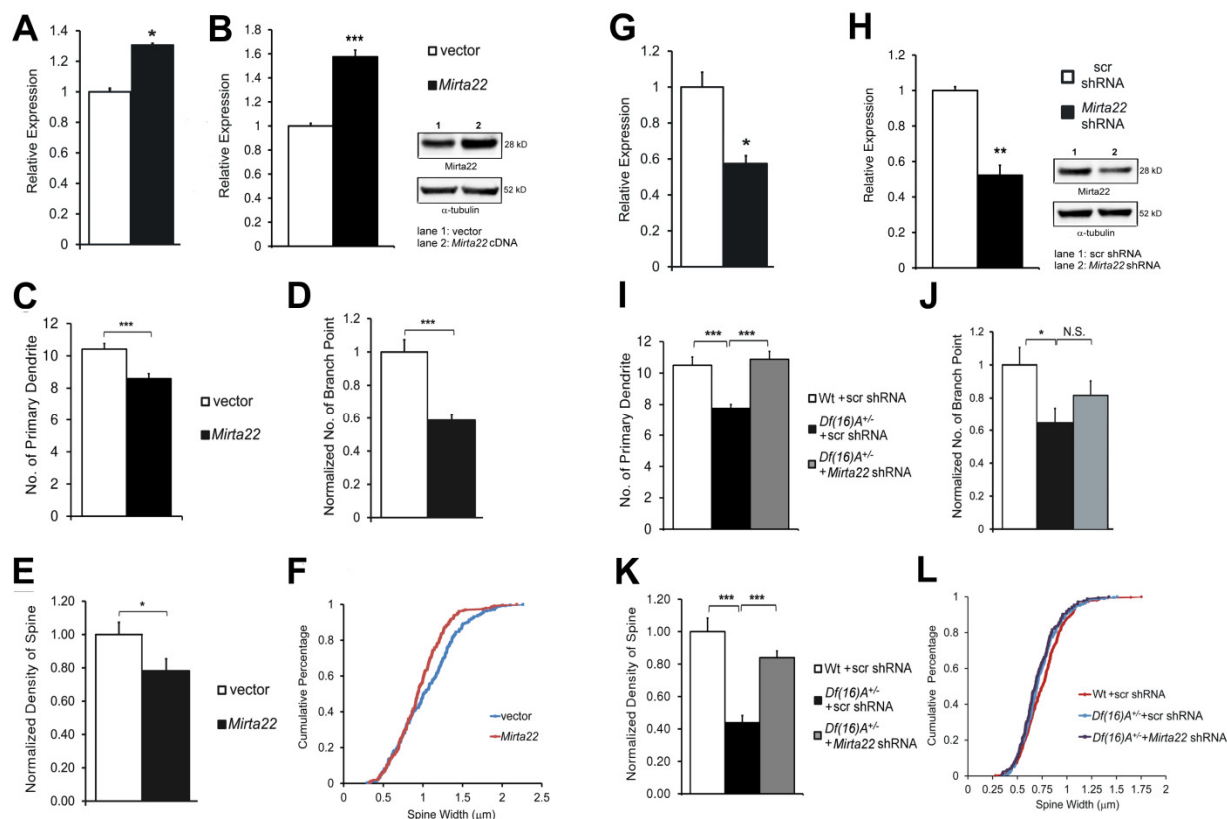 A
Relative Expression
1.4
1.2
1
0.8
0.6
0.4
0.2
0
*
B
Relative Expression
1.8
1.6
1.4
1.2
1
0.8
0.6
0.4
0.2
0
***
vector
Mirta22
1 2
28 kD
Mirta22
52 kD
α-tubulin
lane 1: vector
lane 2: Mirta22 cDNA
G
Relative Expression
1.2
1
0.8
0.6
0.4
0.2
0
*
H
Relative Expression
1.2
1
0.8
0.6
0.4
0.2
0
**
scr
shRNA
Mirta22
shRNA
1 2
28 kD
Mirta22
52 kD
α-tubulin
lane 1: scr shRNA
lane 2: Mirta22 shRNA
C
No. of Primary Dendrite
12
10
8
6
4
2
0
***
D
Normalized No. of Branch Point
1.2
1
0.8
0.6
0.4
0.2
0
***
vector
Mirta22
I
No. of Primary Dendrite
12
10
8
6
4
2
0
*** ***
Wt +scr shRNA
Df(16)A+/-
+scr shRNA
Df(16)A+/-
+Mirta22 shRNA
J
Normalized No. of Branch Point
1.2
1
0.8
0.6
0.4
0.2
0
* N.S.
E
Normalized Density of Spine
1.20
1.00
0.80
0.60
0.40
0.20
0.00
*
vector
Mirta22
F
Cumulative Percentage
1
0.8
0.6
0.4
0.2
0
0 0.5 1 1.5 2 2.5
Spine Width (μm)
vector
Mirta22
K
Normalized Density of Spine
1.20
1.00
0.80
0.60
0.40
0.20
0.00
*** ***
Wt +scr shRNA
Df(16)A+/-
+scr shRNA
Df(16)A+/-
+Mirta22 shRNA
L
Cumulative Percentage
1
0.8
0.6
0.4
0.2
0
0 0.25 0.5 0.75 1 1.25 1.5 1.75 2
Spine Width (μm)
Wt +scr shRNA
Df(16)A+/-+scr shRNA
Df(16)A+/-+Mirta22 shRNA